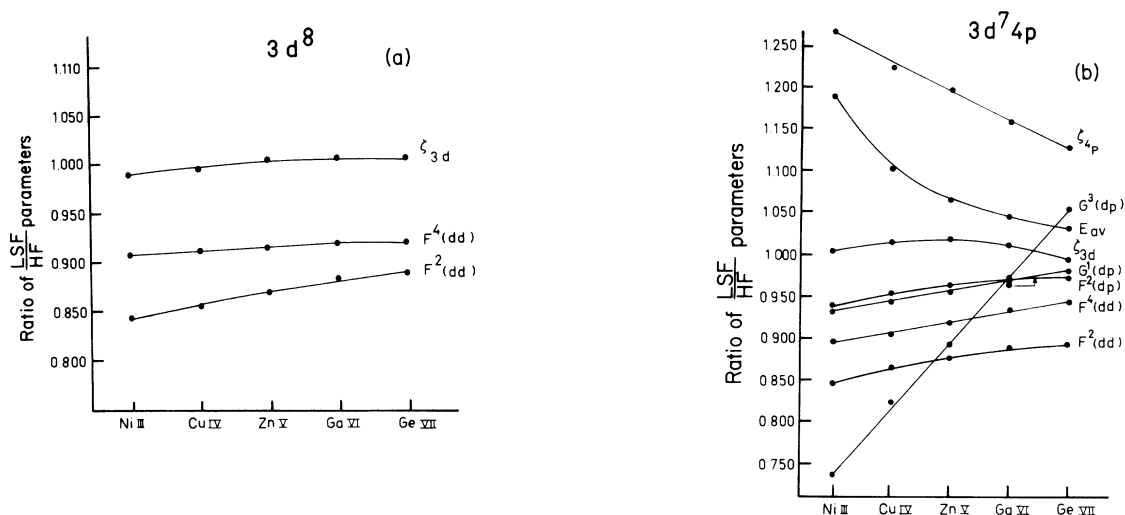 3d⁸
(a)
Ratio of LSF/HF parameters
1.110
1.050
1.000
0.950
0.900
0.850
0.800
ζ3d
F⁴(dd)
F²(dd)
Ni III
Cu IV
Zn V
Ga VI
Ge VII
3d⁷4p
(b)
Ratio of LSF/HF parameters
1.250
1.200
1.150
1.100
1.050
1.000
0.950
0.900
0.850
0.800
0.750
ζ4p
G³(dp)
Eav
ζ3d
G¹(dp)
F²(dp)
F⁴(dd)
F²(dd)
Ni III
Cu IV
Zn V
Ga VI
Ge VII